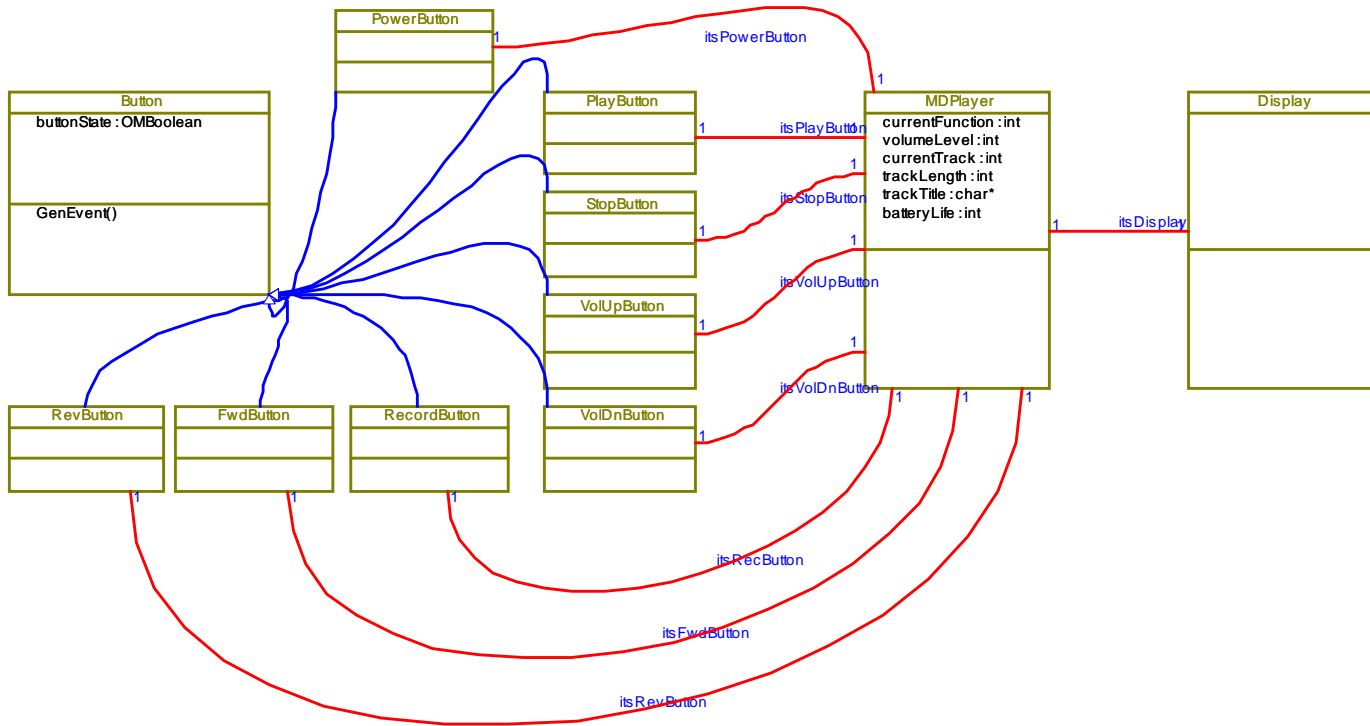 PowerButton
1
itsPowerButton
1
Button
buttonState:OMBoolean
GenEvent()
PlayButton
1
itsPlayButton
1
MDPlayer
currentFunction:int
volumeLevel:int
currentTrack:int
trackLength:int
trackTitle:char*
batteryLife:int
Display
1
itsDisplay
1
StopButton
1
itsStopButton
1
VolUpButton
1
itsVolUpButton
1
VolDnButton
1
itsVolDnButton
1
RevButton
1
FwdButton
1
RecordButton
1
1
1
1
itsRecButton
itsFwdButton
itsRevButton